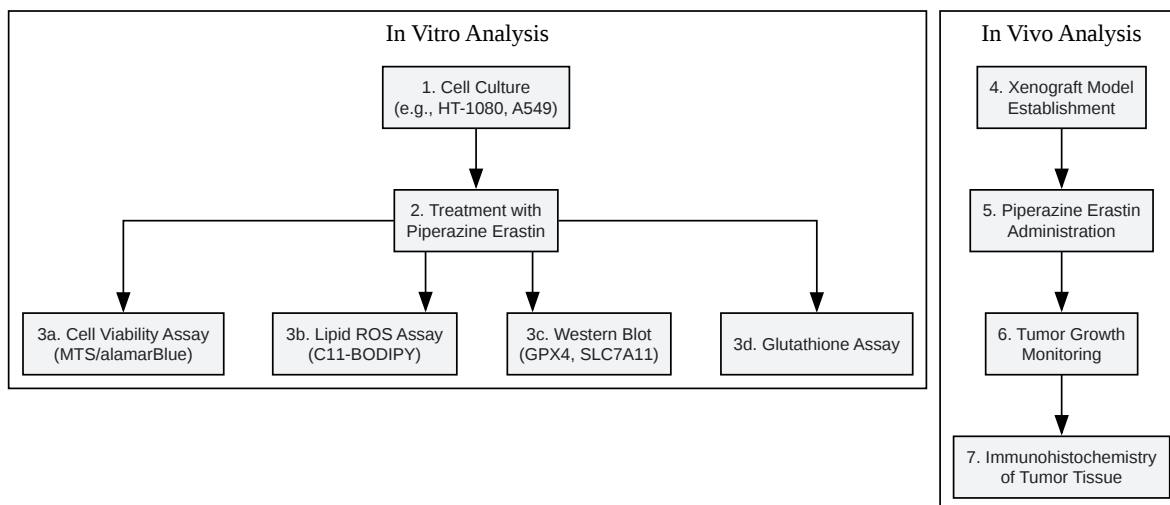 In Vitro Analysis
1. Cell Culture
(e.g., HT-1080, A549)
2. Treatment with
Piperazine Erastin
3a. Cell Viability Assay
(MTS/alamarBlue)
3b. Lipid ROS Assay
(C11-BODIPY)
3c. Western Blot
(GPX4, SLC7A11)
3d. Glutathione Assay
In Vivo Analysis
4. Xenograft Model
Establishment
5. Piperazine Erastin
Administration
6. Tumor Growth
Monitoring
7. Immunohistochemistry
of Tumor Tissue